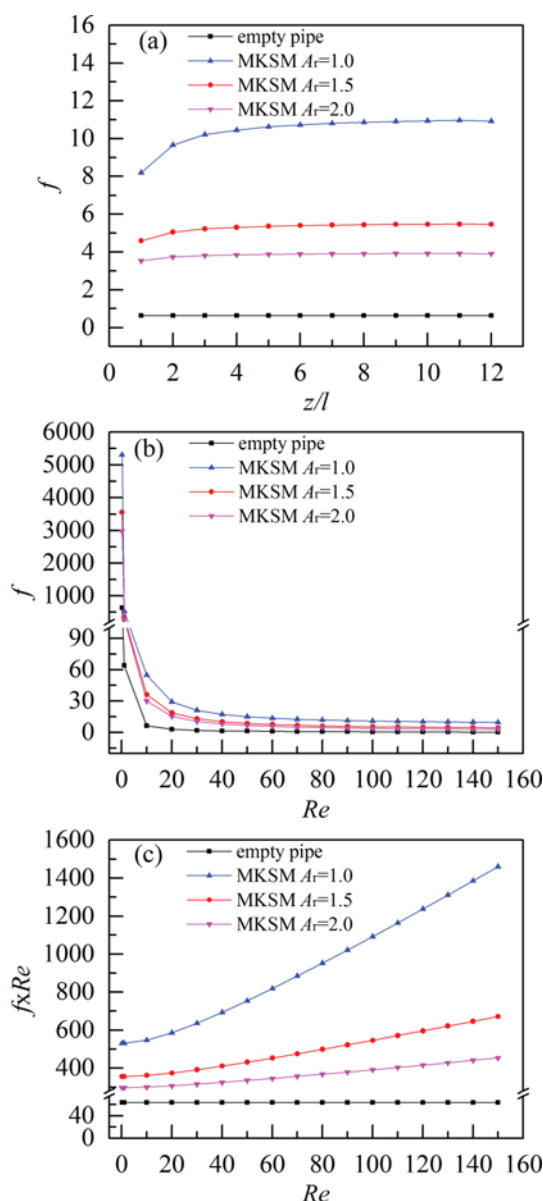 (a)
empty pipe
MKSM Ar=1.0
MKSM Ar=1.5
MKSM Ar=2.0
16
14
12
10
8
6
4
2
0
f
0 2 4 6 8 10 12
z/l
(b)
empty pipe
MKSM Ar=1.0
MKSM Ar=1.5
MKSM Ar=2.0
6000
5000
4000
3000
2000
1000
90
60
30
0
f
0 20 40 60 80 100 120 140 160
Re
(c)
empty pipe
MKSM Ar=1.0
MKSM Ar=1.5
MKSM Ar=2.0
1600
1400
1200
1000
800
600
400
40
0
fxRe
0 20 40 60 80 100 120 140 160
Re